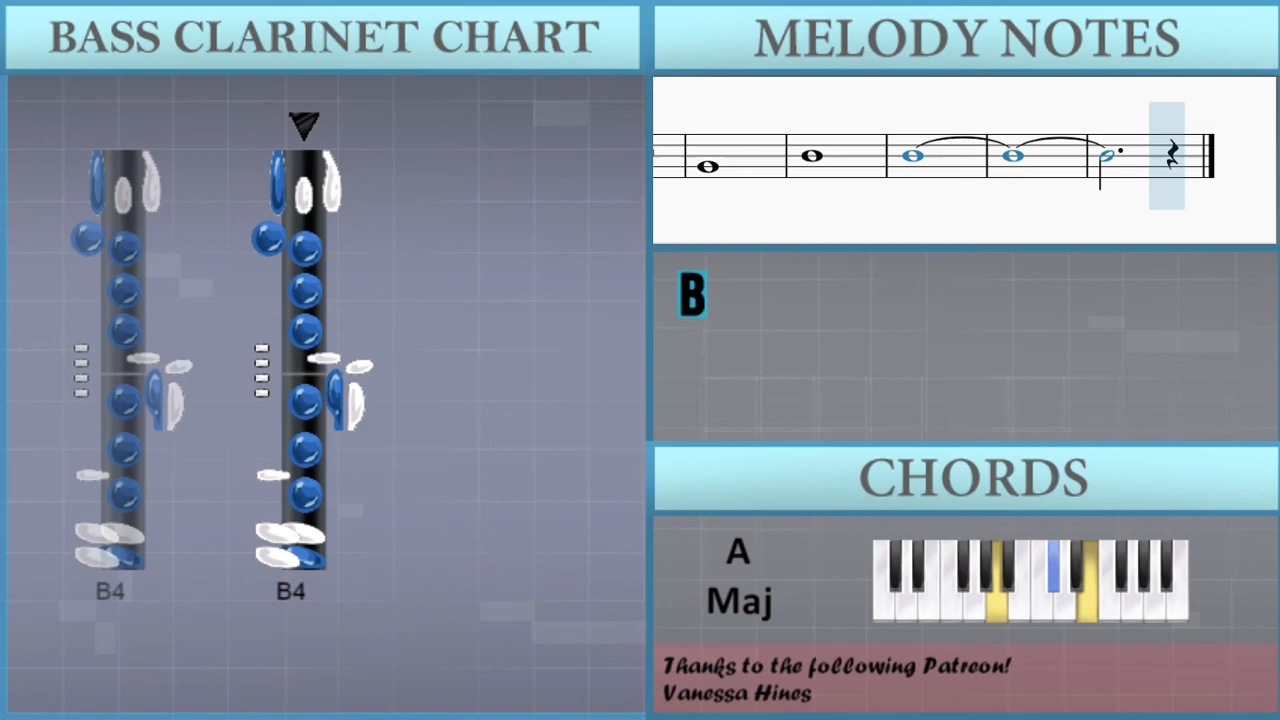 BASS CLARINET CHART
MELODY NOTES
B
B4
B4
CHORDS
A
Maj
Thanks to the following Patreon!
Vanessa Hines